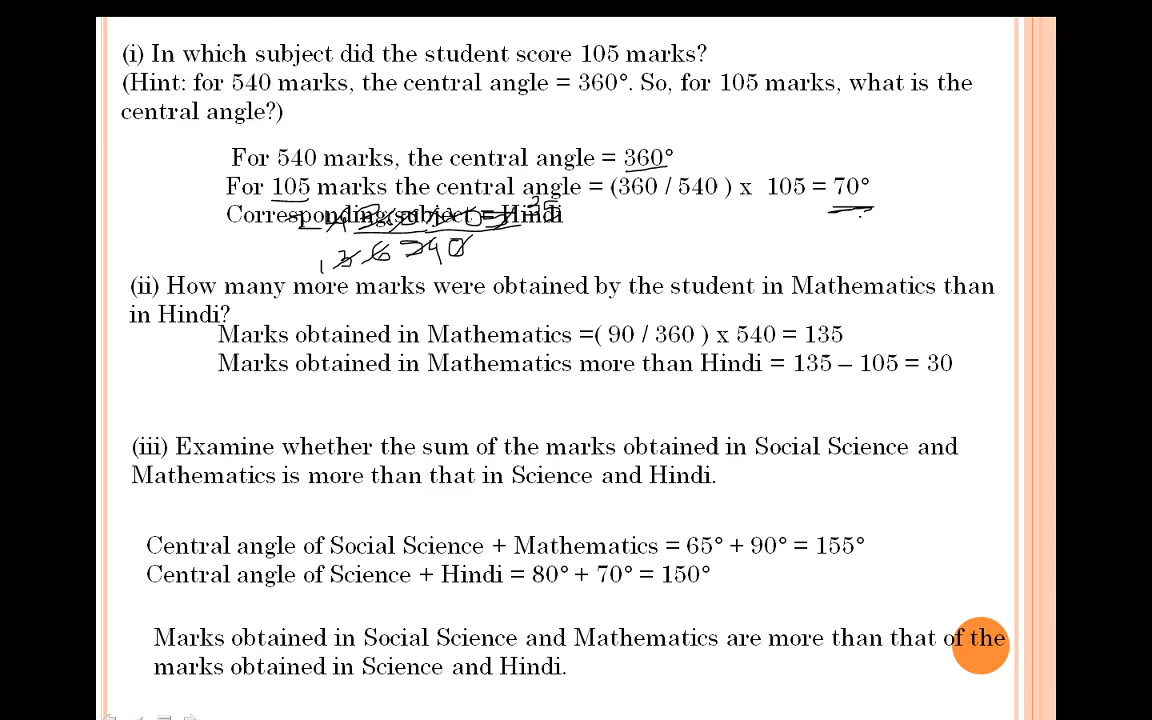 (i) In which subject did the student score 105 marks?
(Hint: for 540 marks, the central angle = 360°. So, for 105 marks, what is the
central angle?)
For 540 marks, the central angle = 360°
For 105 marks the central angle = (360 / 540 ) x 105 = 70°
Corresponding subject = Hindi
(ii) How many more marks were obtained by the student in Mathematics than
in Hindi?
Marks obtained in Mathematics =( 90 / 360 ) x 540 = 135
Marks obtained in Mathematics more than Hindi = 135 – 105 = 30
(iii) Examine whether the sum of the marks obtained in Social Science and
Mathematics is more than that in Science and Hindi.
Central angle of Social Science + Mathematics = 65° + 90° = 155°
Central angle of Science + Hindi = 80° + 70° = 150°
Marks obtained in Social Science and Mathematics are more than that of the
marks obtained in Science and Hindi.